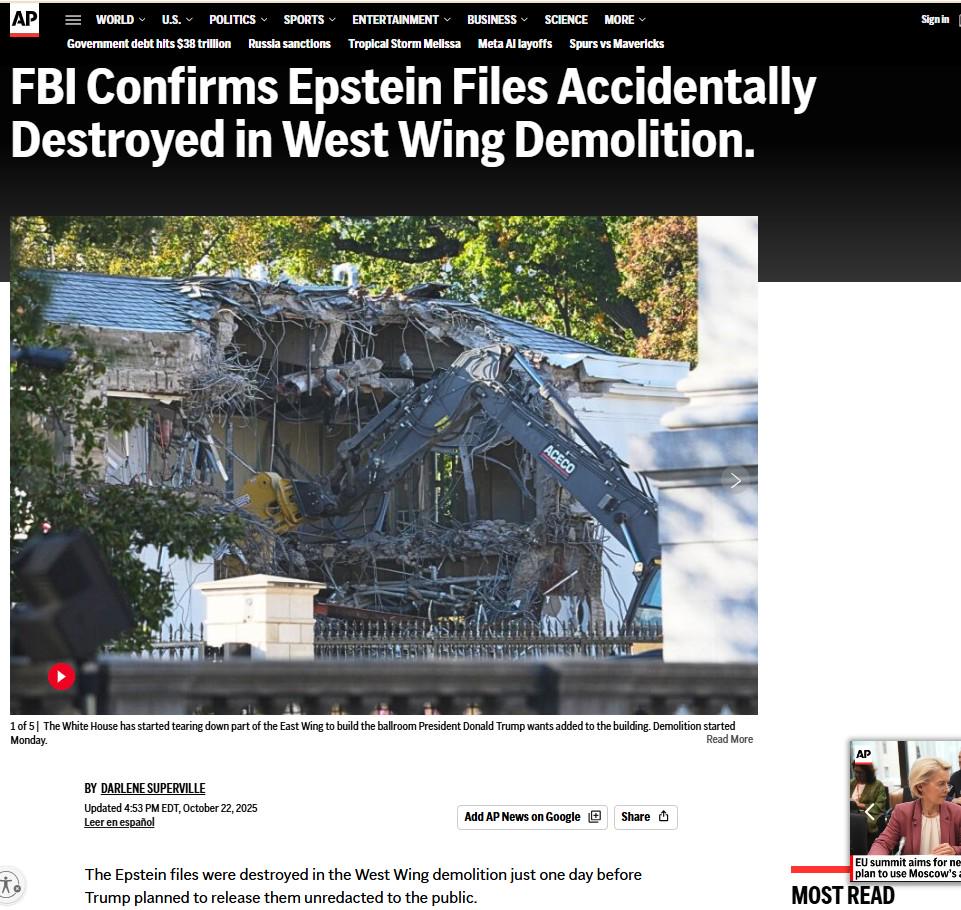 AP
WORLD U.S. POLITICS SPORTS ENTERTAINMENT BUSINESS SCIENCE MORE Sign in
Government debt hits $38 trillion Russia sanctions Tropical Storm Melissa Meta AI layoffs Spurs vs Mavericks
FBI Confirms Epstein Files Accidentally
Destroyed in West Wing Demolition.
ACECO
1 of 5 | The White House has started tearing down part of the East Wing to build the ballroom President Donald Trump wants added to the building. Demolition started
Monday.
Read More
BY DARLENE SUPERVILLE
Updated 4:53 PM EDT, October 22, 2025
Leer en español
Add AP News on Google
Share
The Epstein files were destroyed in the West Wing demolition just one day before
Trump planned to release them unredacted to the public.
AP
EU summit aims for ne
plan to use Moscow's a
MOST READ